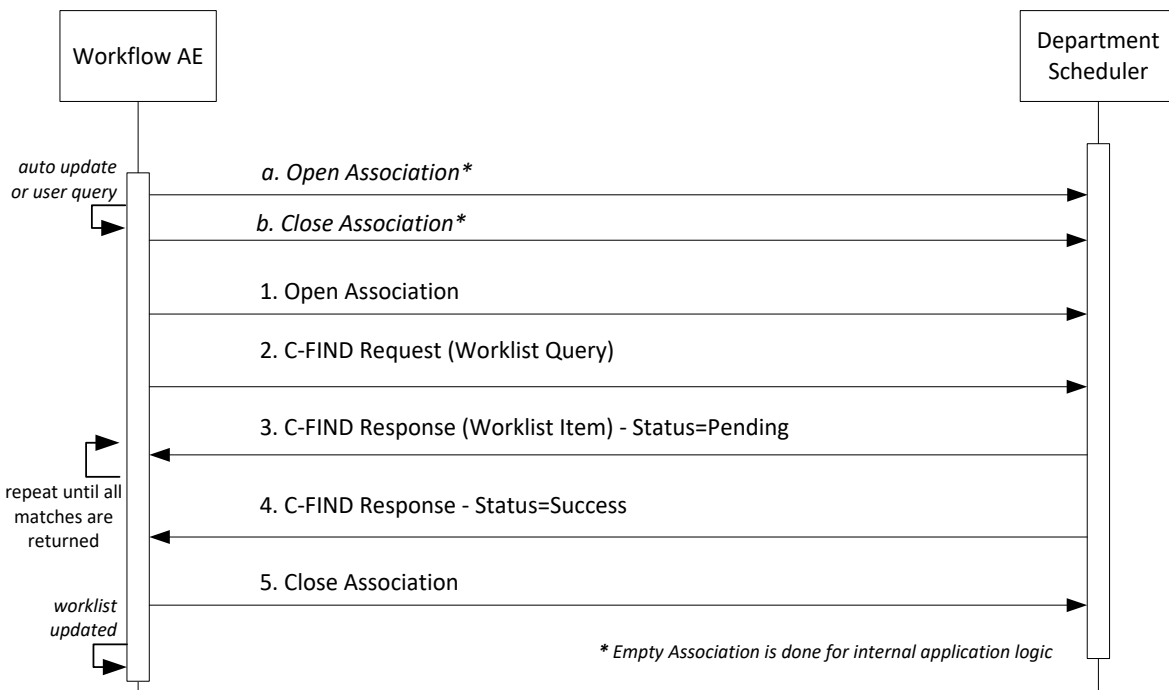 Workflow AE
Department
Scheduler
auto update
or user query
a. Open Association*
b. Close Association*
1. Open Association
2. C-FIND Request (Worklist Query)
3. C-FIND Response (Worklist Item) - Status=Pending
repeat until all
matches are
returned
4. C-FIND Response - Status=Success
5. Close Association
worklist
updated
* Empty Association is done for internal application logic